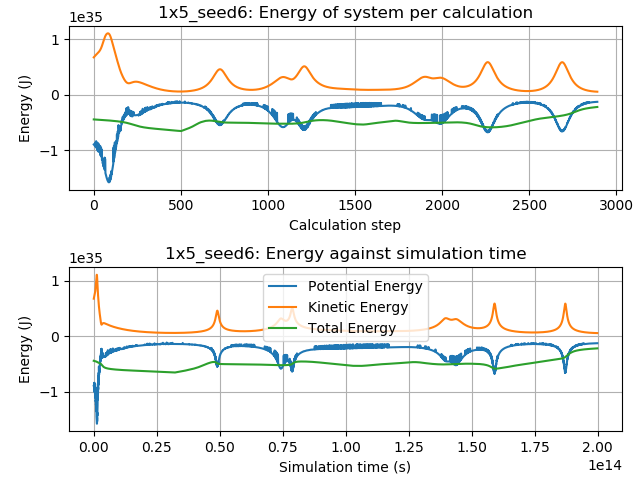 1x5_seed6: Energy of system per calculation
1e35
1
0
−1
Energy (J)
0 500 1000 1500 2000 2500 3000
Calculation step
1x5_seed6: Energy against simulation time
1e35
1
0
−1
Energy (J)
Potential Energy
Kinetic Energy
Total Energy
0.00 0.25 0.50 0.75 1.00 1.25 1.50 1.75 2.00
1e14
Simulation time (s)